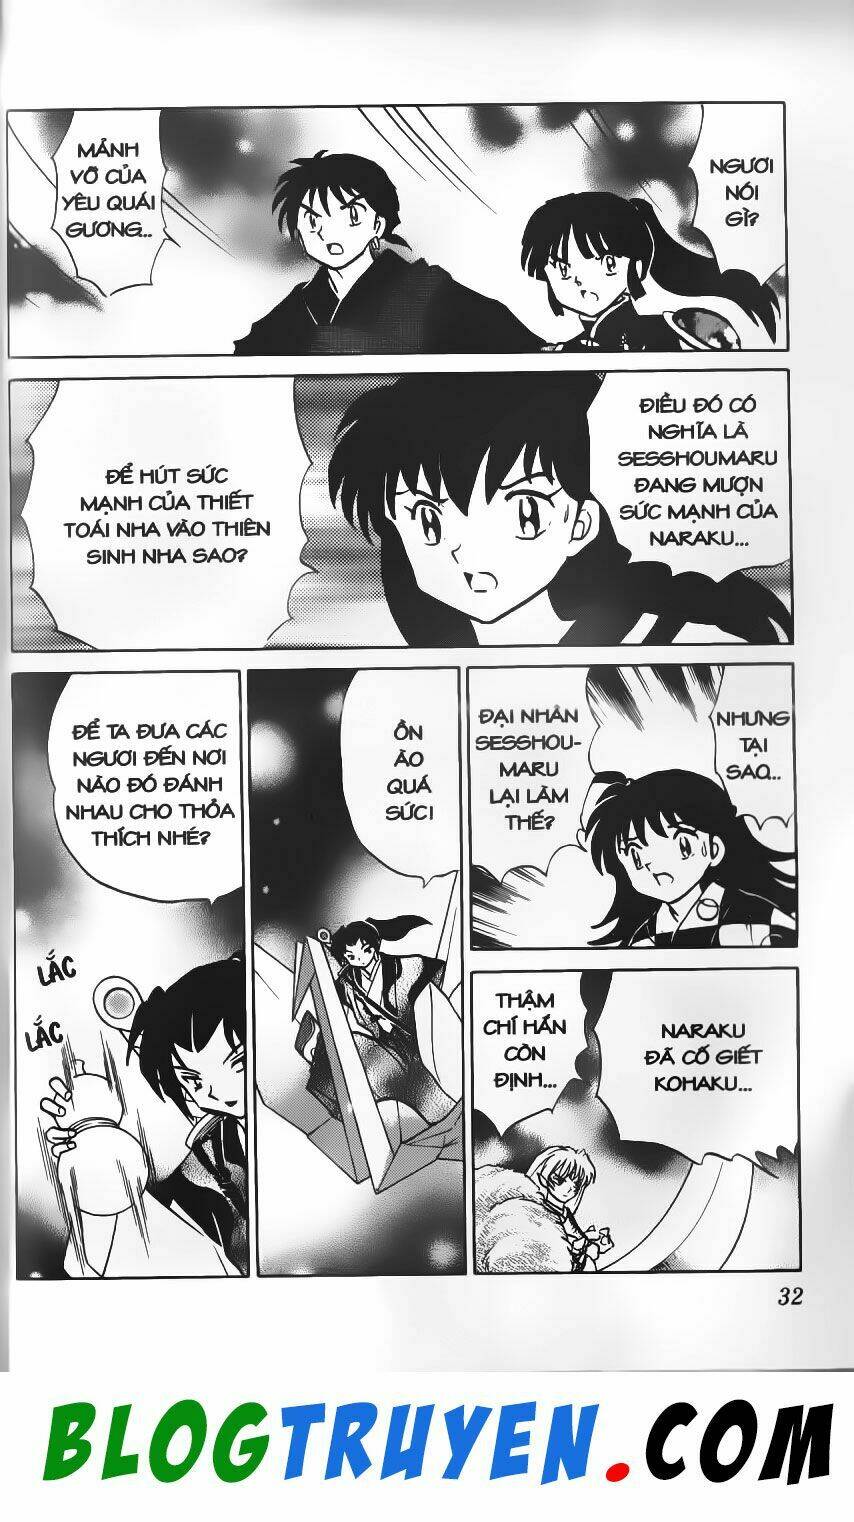 NGƯƠI
NÓI
GÌ?
MẢNH
VỠ CỦA
YÊU QUÁI
GƯƠNG...
ĐIỀU ĐÓ CÓ
NGHĨA LÀ
SESSHOUMARU
ĐANG MƯỢN
SỨC MẠNH CỦA
NARAKU...
ĐỂ HÚT SỨC
MẠNH CỦA THIẾT
TOÁI NHA VÀO THIÊN
SINH NHA SAO?
NHƯNG
TẠI
SAO...
ĐẠI NHÂN
SESSHOU-
MARU
LẠI LÀM
THẾ?
NARAKU
ĐÃ CỐ GIẾT
KOHAKU...
THẬM
CHÍ HẮN
CÒN
ĐỊNH...
ỒN
ÀO
QUÁ
SỨC!
ĐỂ TA ĐƯA CÁC
NGƯƠI ĐẾN NƠI
NÀO ĐÓ ĐÁNH
NHAU CHO THỎA
THÍCH NHÉ?
LẮC
LẮC
32
BLOGTRUYEN.COM